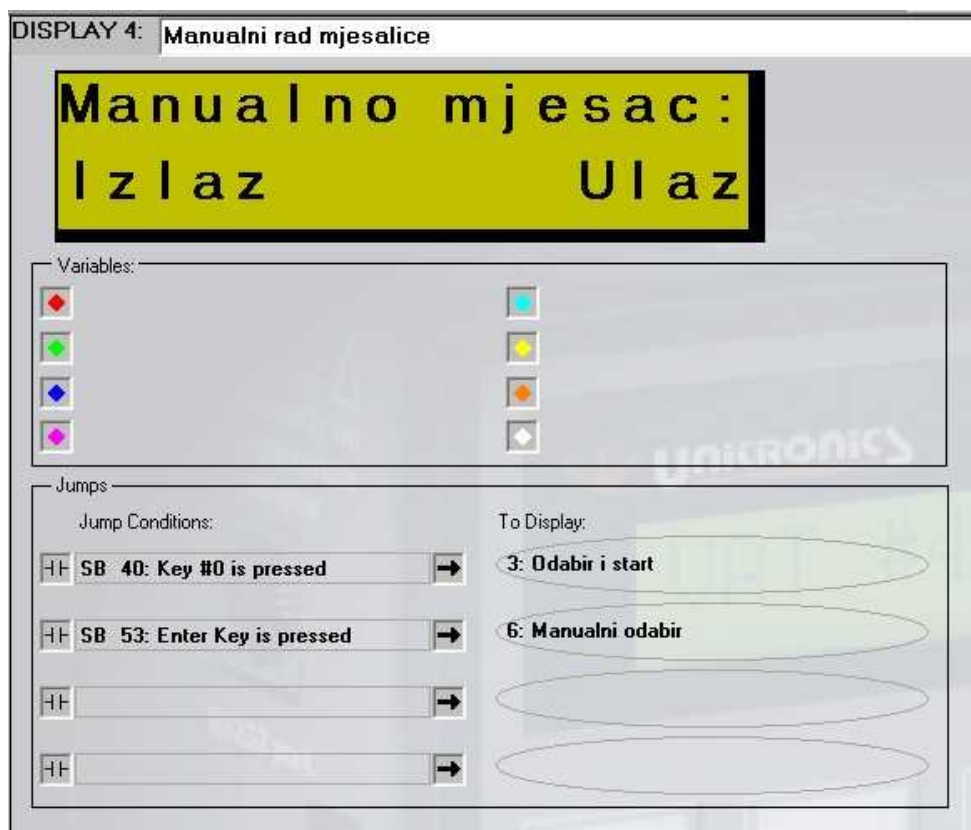 DISPLAY 4: Manualni rad mjesalice
Manualno mjesac:
Izlaz Ulaz
Variables:
UNITRONICS
Jumps
Jump Conditions: To Display:
SB 40: Key #0 is pressed 3: Odabir i start
SB 53: Enter Key is pressed 6: Manualni odabir